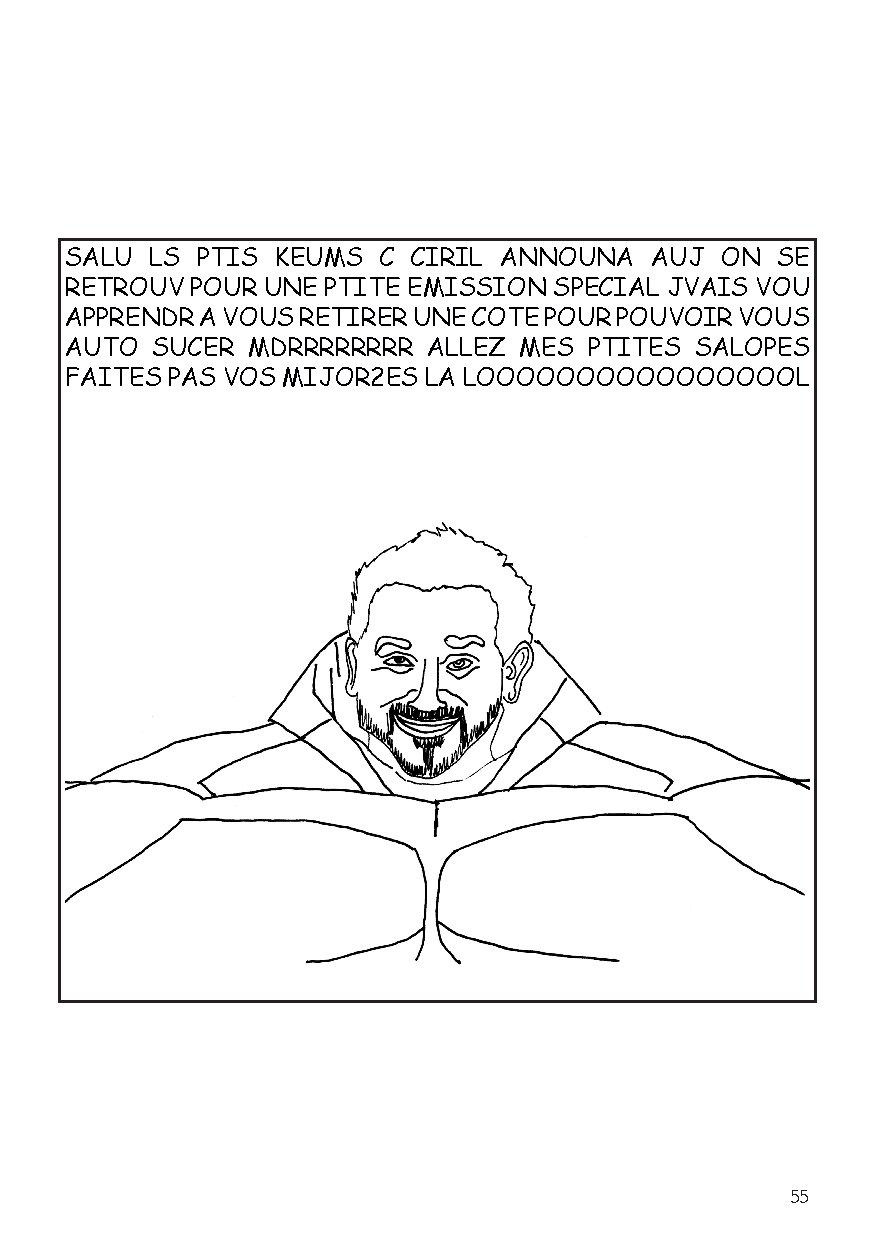 SALU LS PTIS KEUMS C CIRIL ANNOUNA AUJ ON SE
RETROUV POUR UNE PTITE EMISSION SPECIAL JVAIS VOU
APPRENDR A VOUS RETIRER UNE COTE POUR POUVOIR VOUS
AUTO SUCER MDRRRRRRRR ALLEZ MES PTITES SALOPES
FAITES PAS VOS MIJOR2ES LA LOOOOOOOOOOOOOOOOL
55